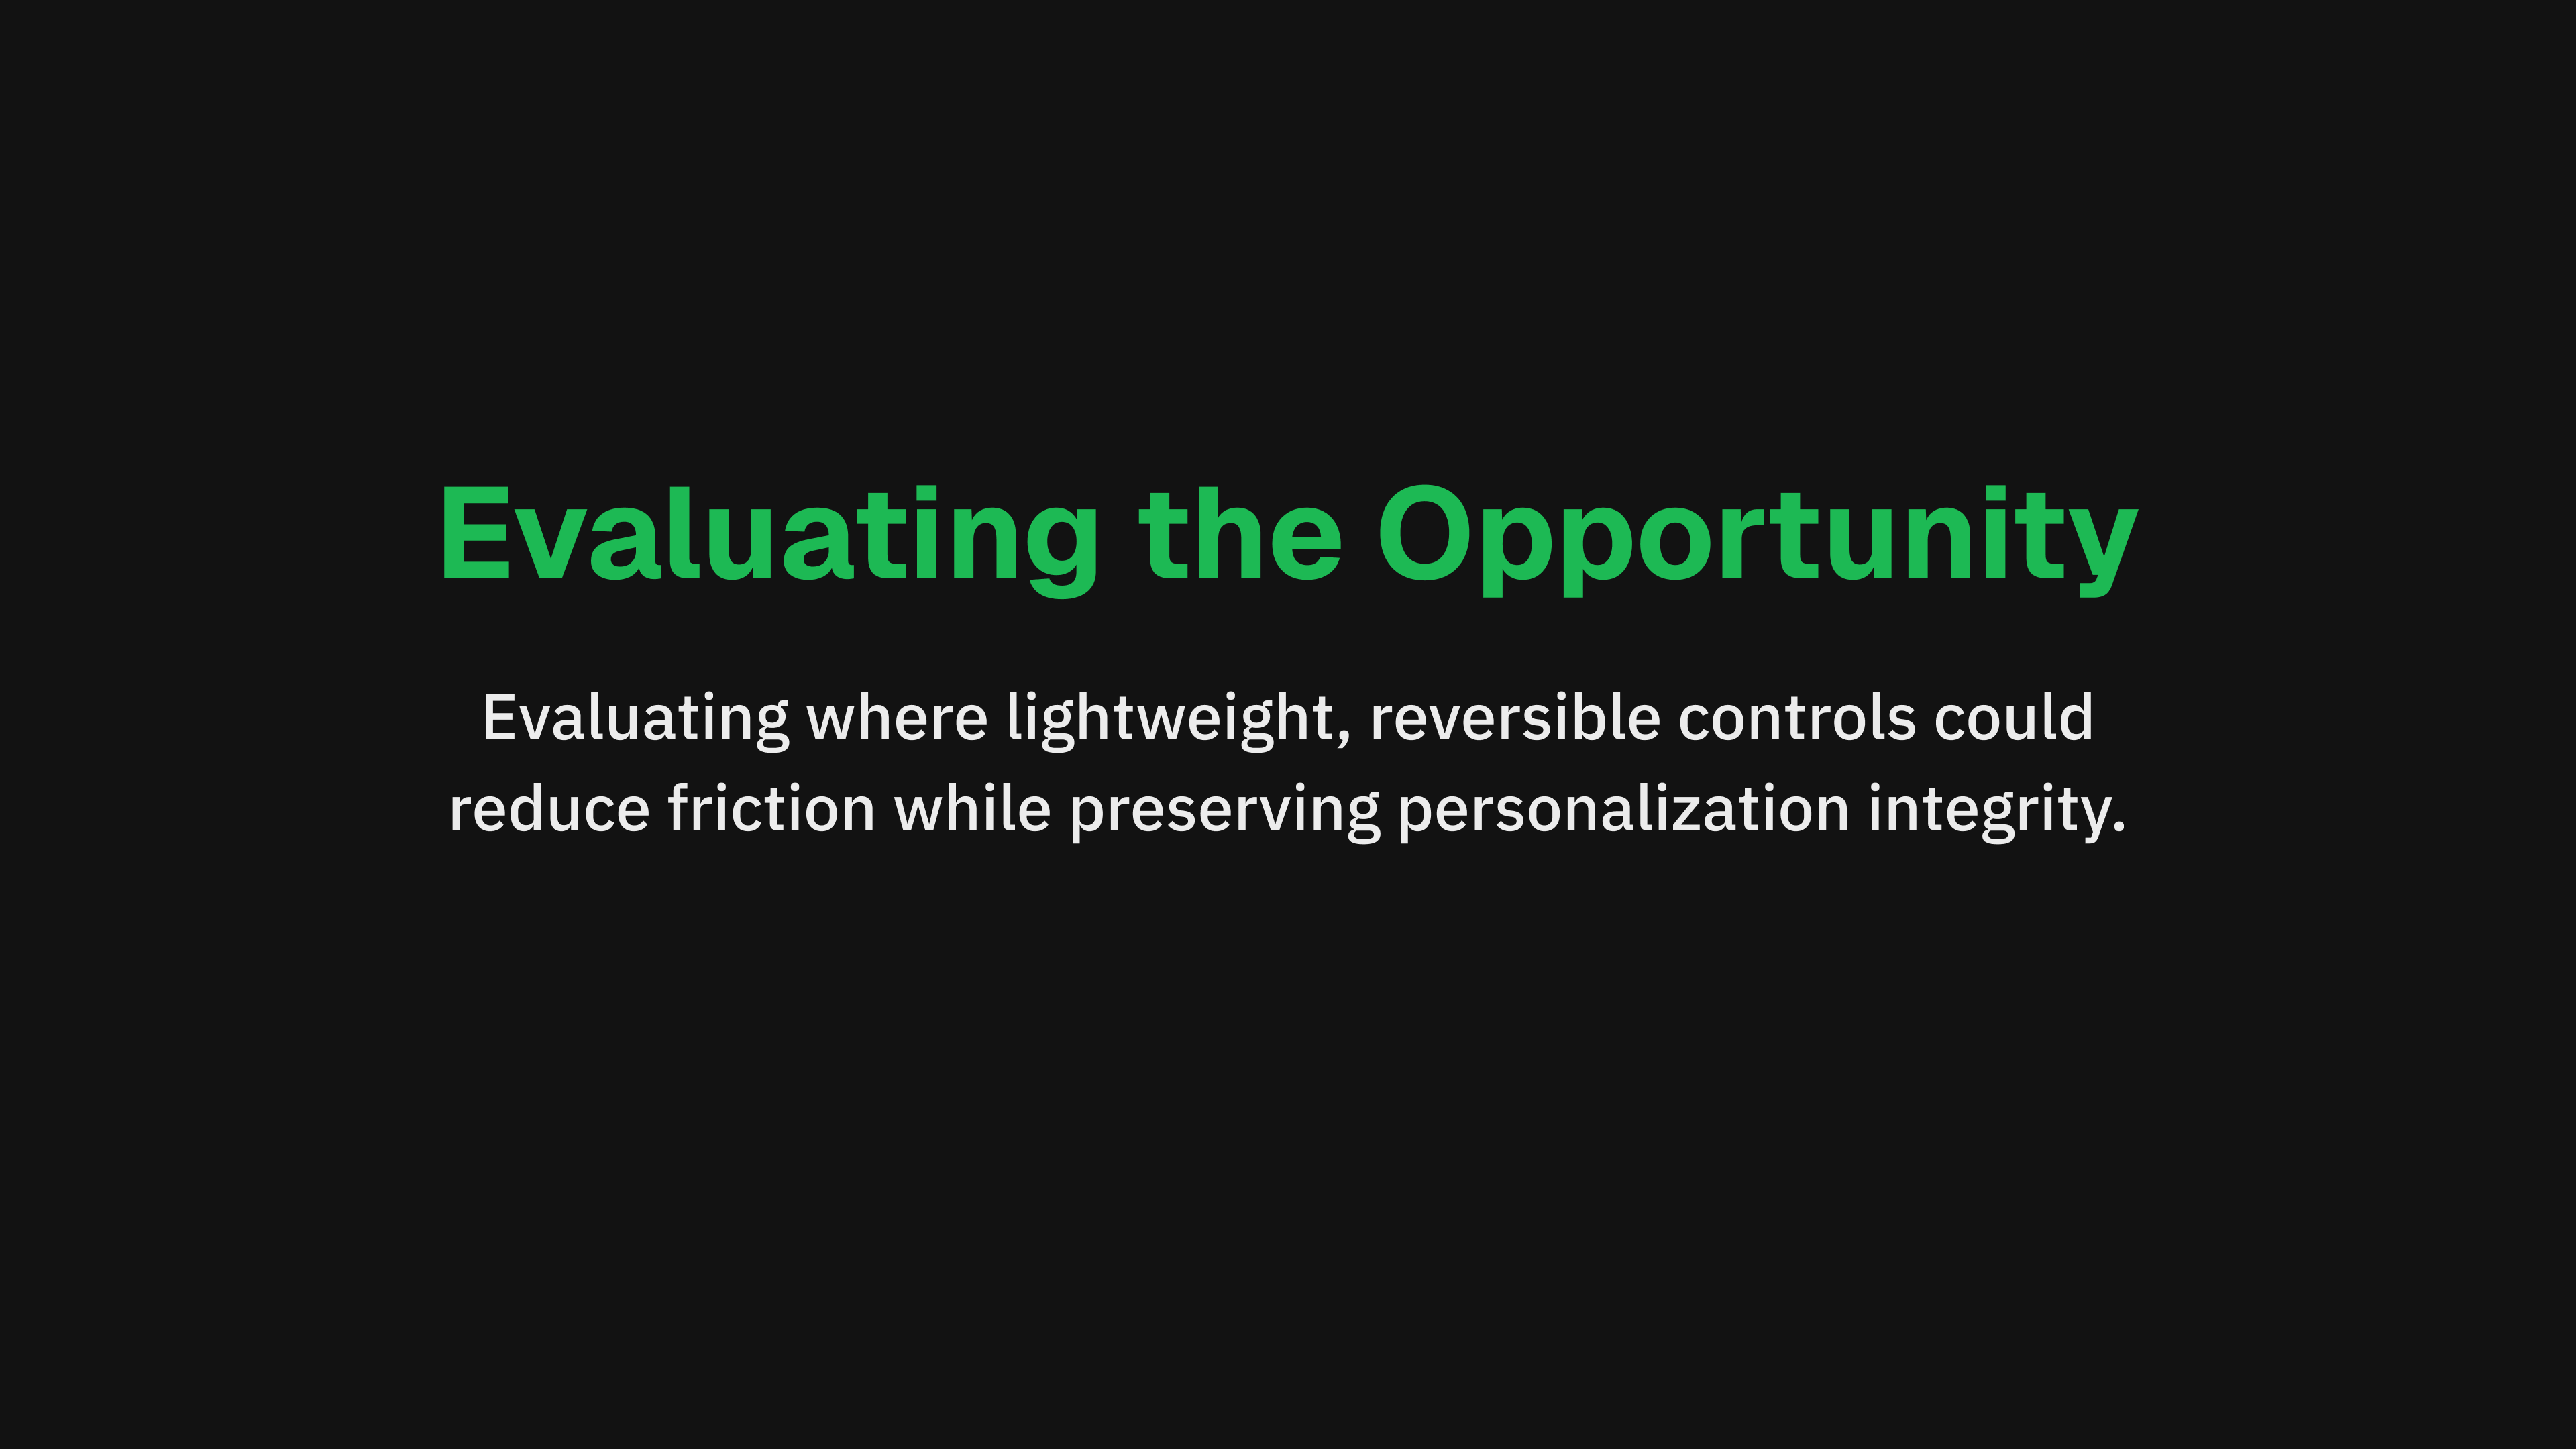 Evaluating the Opportunity
Evaluating where lightweight, reversible controls could
reduce friction while preserving personalization integrity.